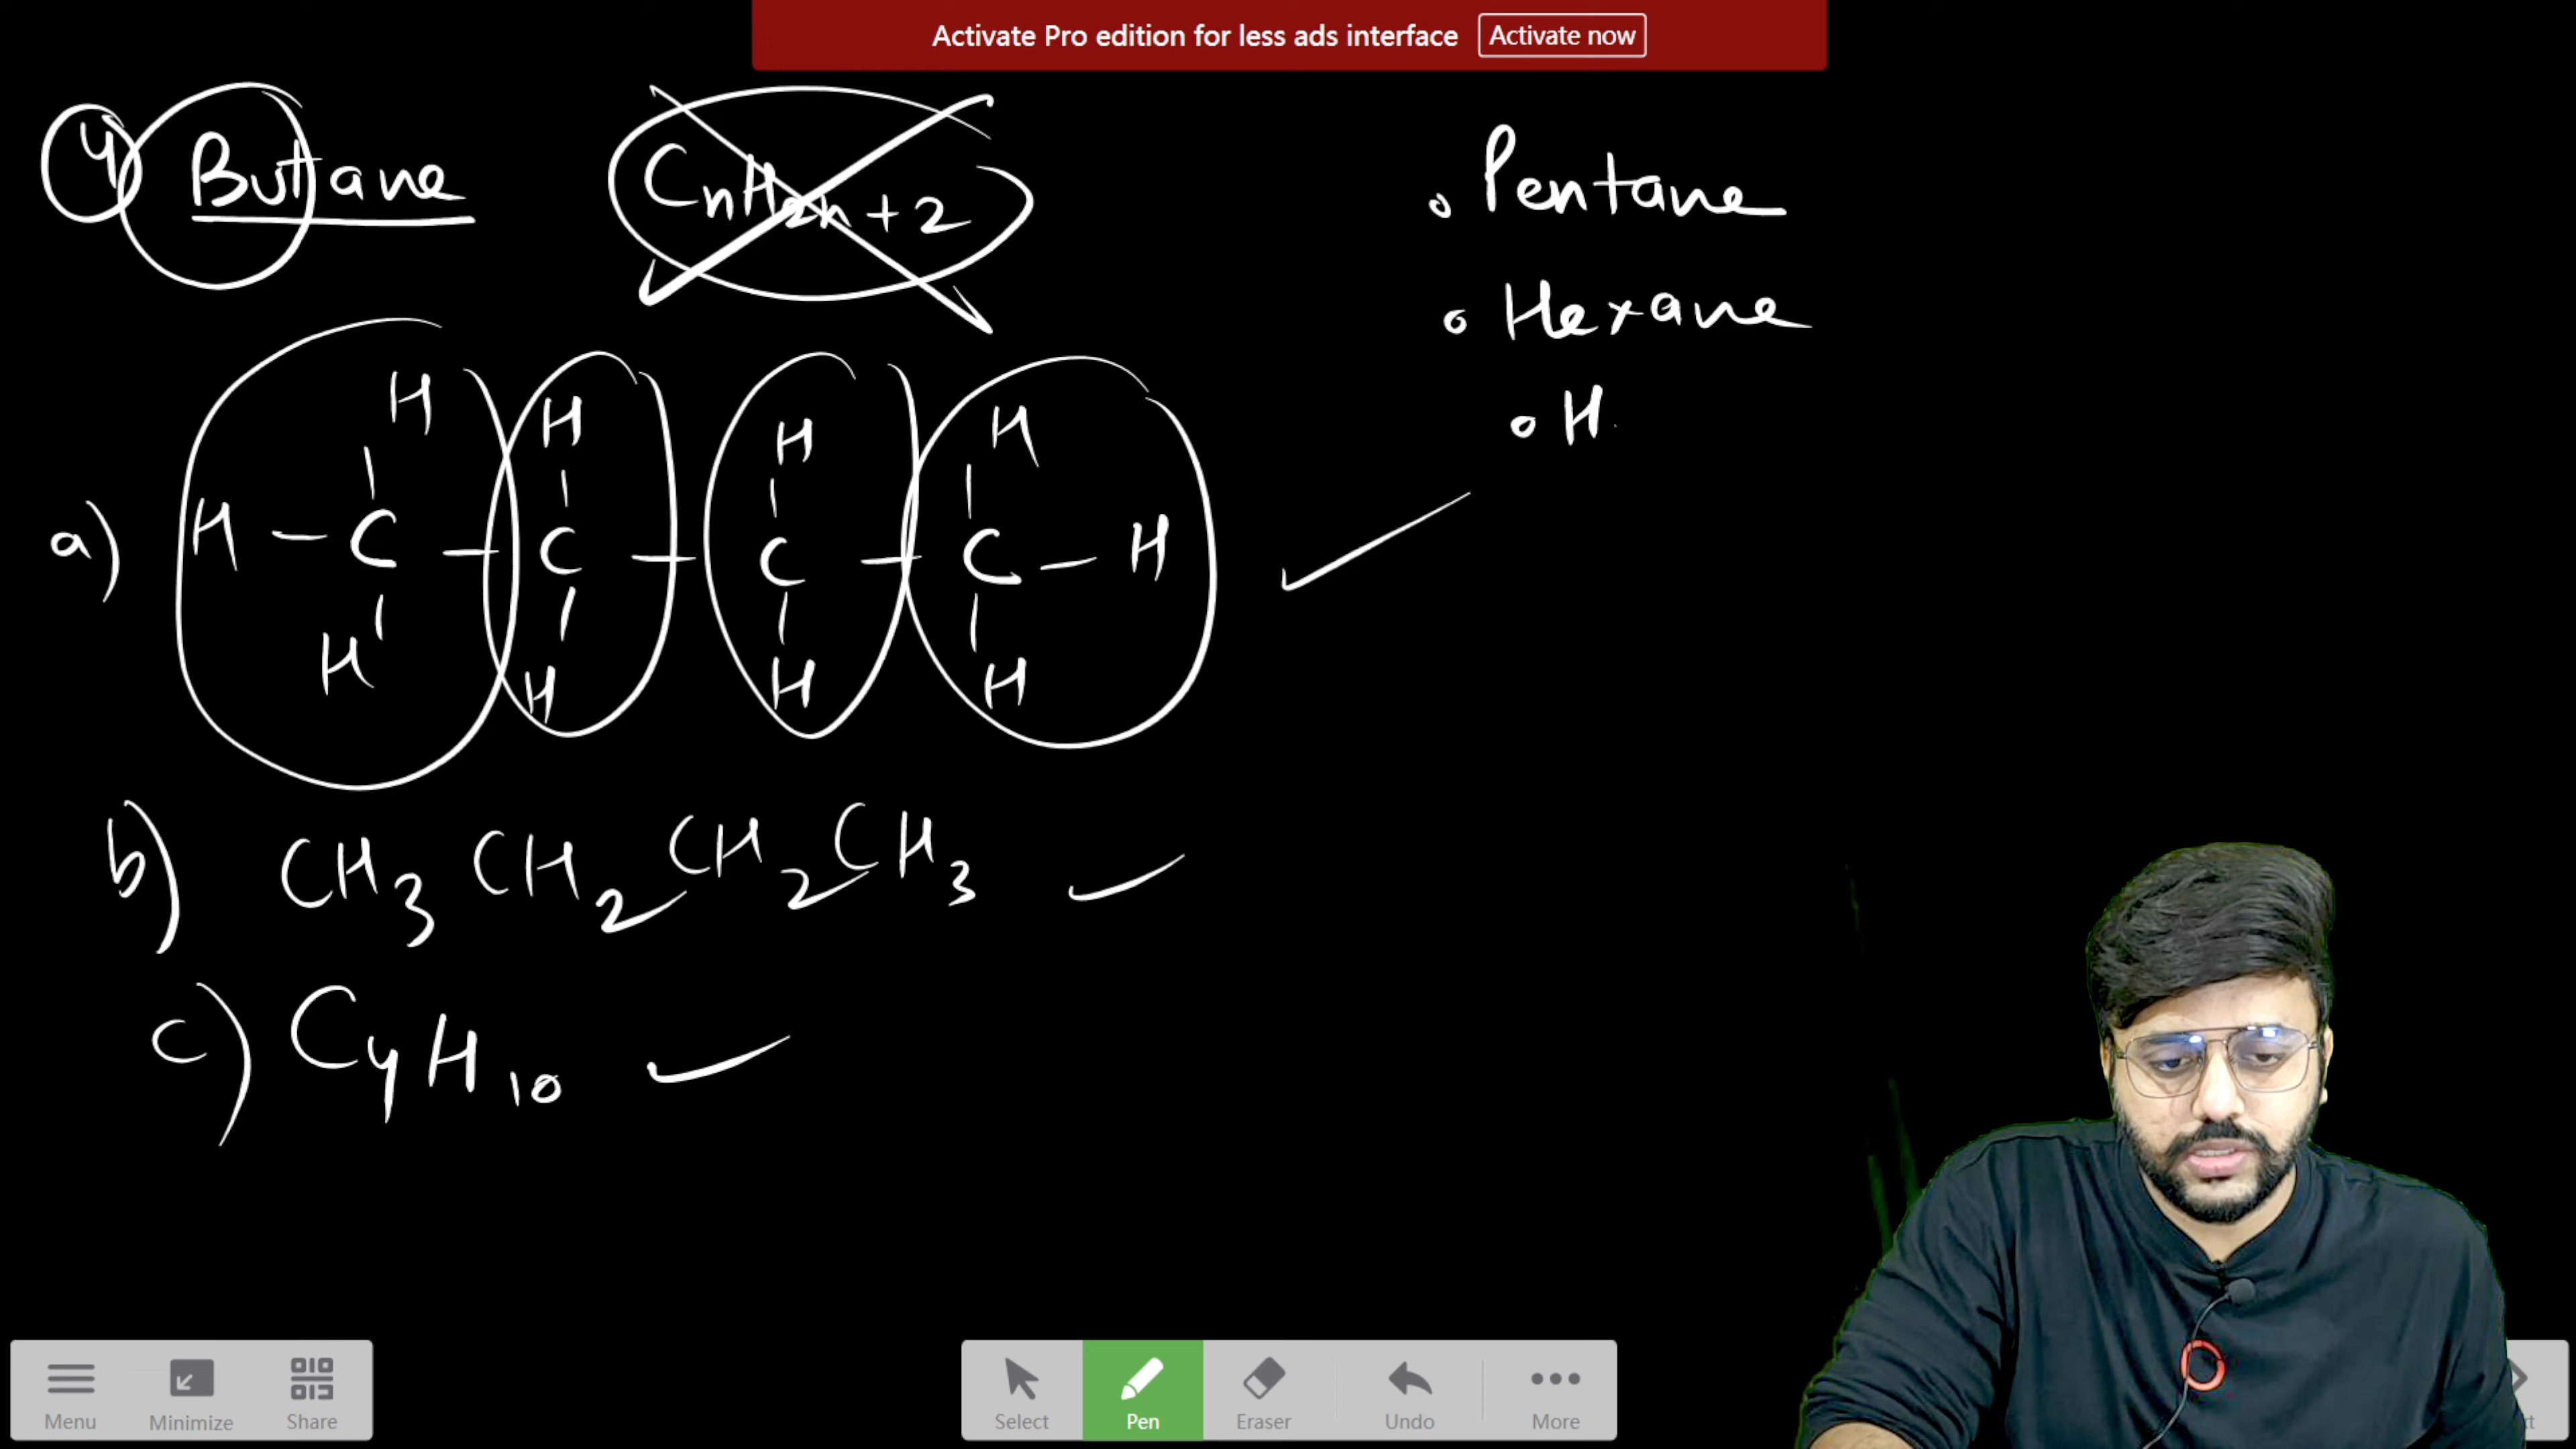 Activate Pro edition for less ads interface Activate now
4 Butane
CnH2n+2
Pentane
Hexane
H
H H H H
a) H – C – C – C – C – H
H H H H
b) CH3 CH2 CH2 CH3
c) C4H10
Menu Minimize Share Select Pen Eraser Undo More